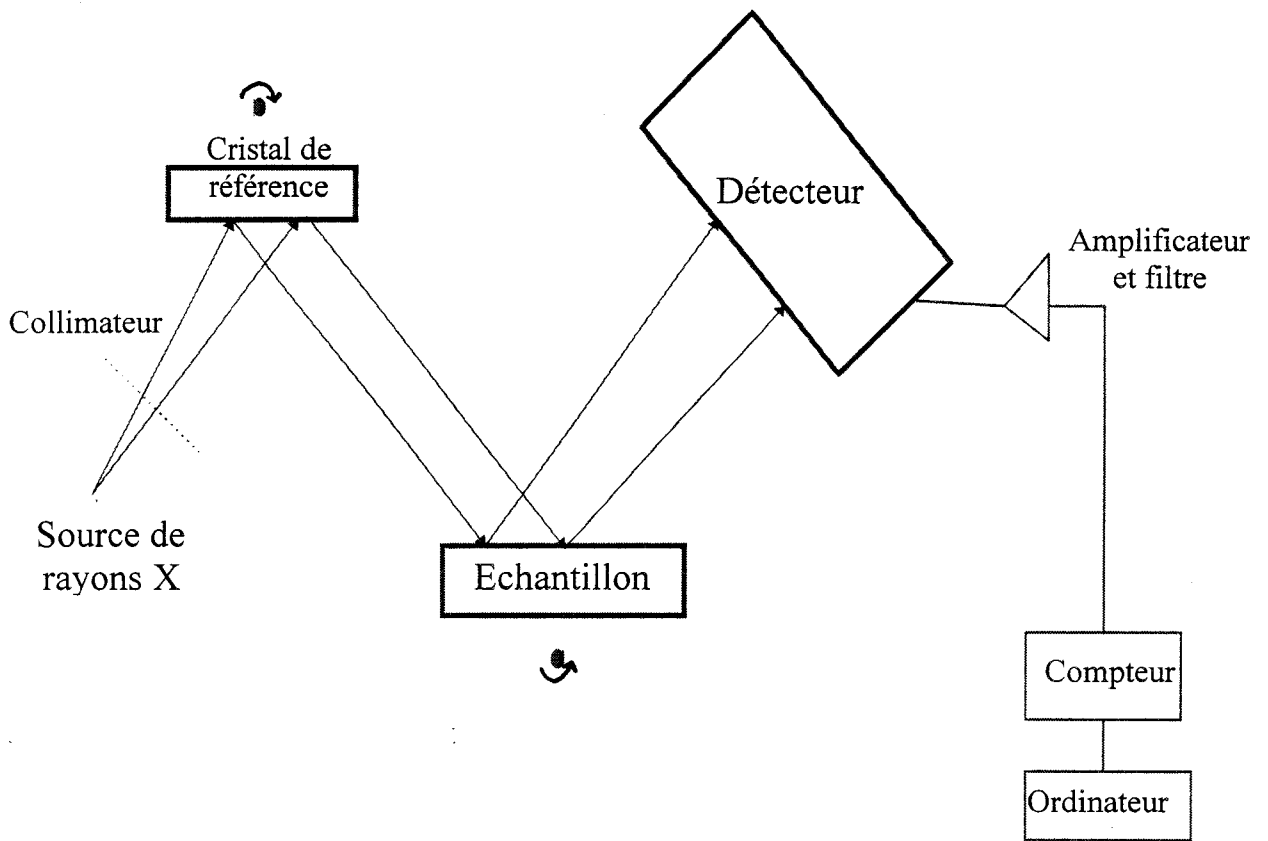 Cristal de
référence
Détecteur
Amplificateur
et filtre
Collimateur
Source de
rayons X
Echantillon
Compteur
Ordinateur